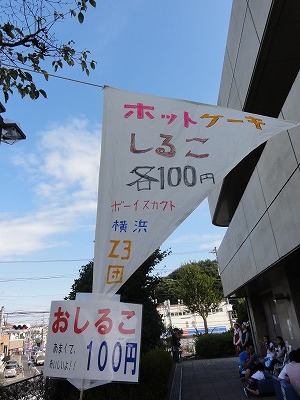 ホットケーキ
しるこ
各100円
ボーイスカウト
横浜
23
団
おしるこ
あまくて、
おいしいよ!!
100円